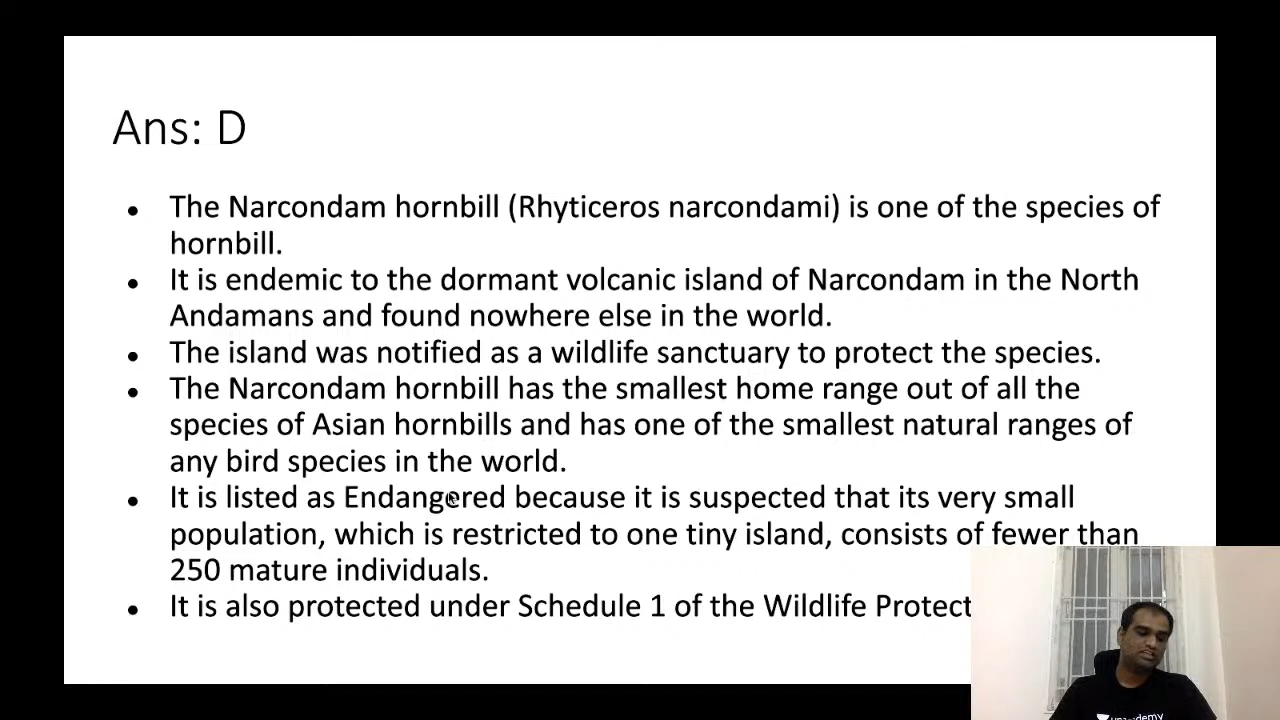 Ans: D
• The Narcondam hornbill (Rhyticeros narcondami) is one of the species of
hornbill.
• It is endemic to the dormant volcanic island of Narcondam in the North
Andamans and found nowhere else in the world.
• The island was notified as a wildlife sanctuary to protect the species.
• The Narcondam hornbill has the smallest home range out of all the
species of Asian hornbills and has one of the smallest natural ranges of
any bird species in the world.
• It is listed as Endangered because it is suspected that its very small
population, which is restricted to one tiny island, consists of fewer than
250 mature individuals.
• It is also protected under Schedule 1 of the Wildlife Protect